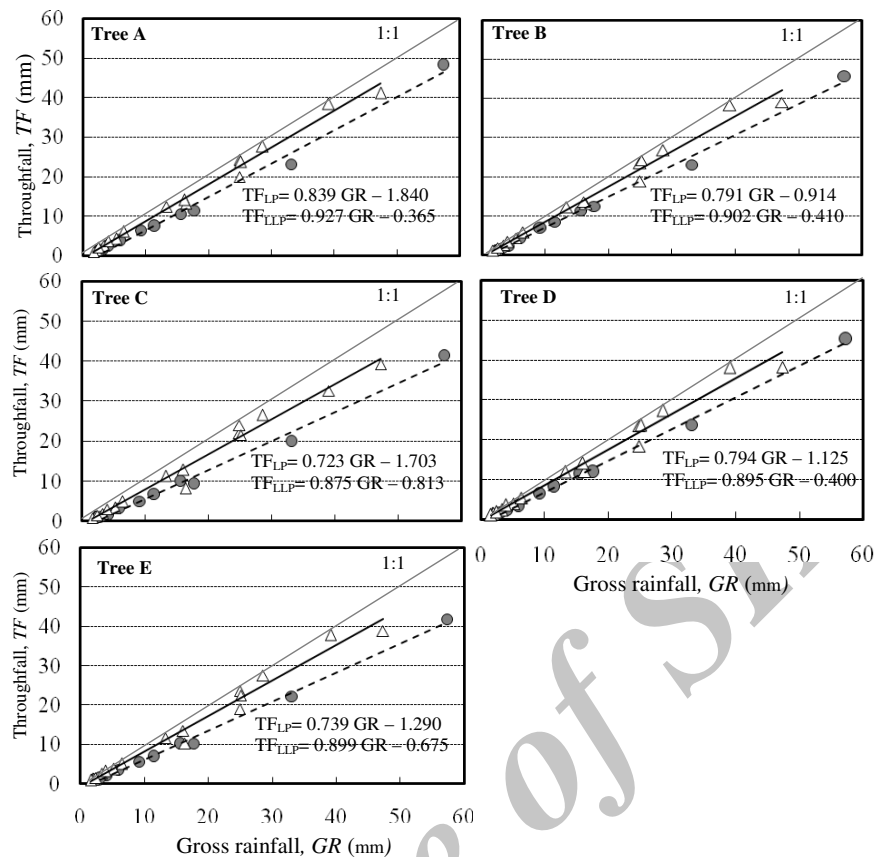 Tree A 1:1
Tree B 1:1
60
50
40
30
20
10
0
Throughfall, TF (mm)
TF_LP= 0.839 GR – 1.840
TF_LLP= 0.927 GR – 0.365
TF_LP= 0.791 GR – 0.914
TF_LLP= 0.902 GR – 0.410
Tree C 1:1
Tree D 1:1
60
50
40
30
20
10
0
Throughfall, TF (mm)
TF_LP= 0.723 GR – 1.703
TF_LLP= 0.875 GR – 0.813
TF_LP= 0.794 GR – 1.125
TF_LLP= 0.895 GR – 0.400
0 10 20 30 40 50 60
Gross rainfall, GR (mm)
Tree E 1:1
60
50
40
30
20
10
0
Throughfall, TF (mm)
TF_LP= 0.739 GR – 1.290
TF_LLP= 0.899 GR – 0.675
0 10 20 30 40 50 60
Gross rainfall, GR (mm)
of